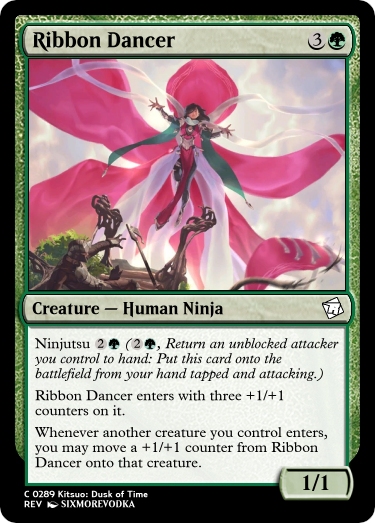 Ribbon Dancer 3
Creature — Human Ninja
Ninjutsu 2 ( 2 , Return an unblocked attacker
you control to hand: Put this card onto the
battlefield from your hand tapped and attacking.)
Ribbon Dancer enters with three +1/+1
counters on it.
Whenever another creature you control enters,
you may move a +1/+1 counter from Ribbon
Dancer onto that creature.
1/1
C 0289 Kitsuo: Dusk of Time
REV SIXMOREVODKA